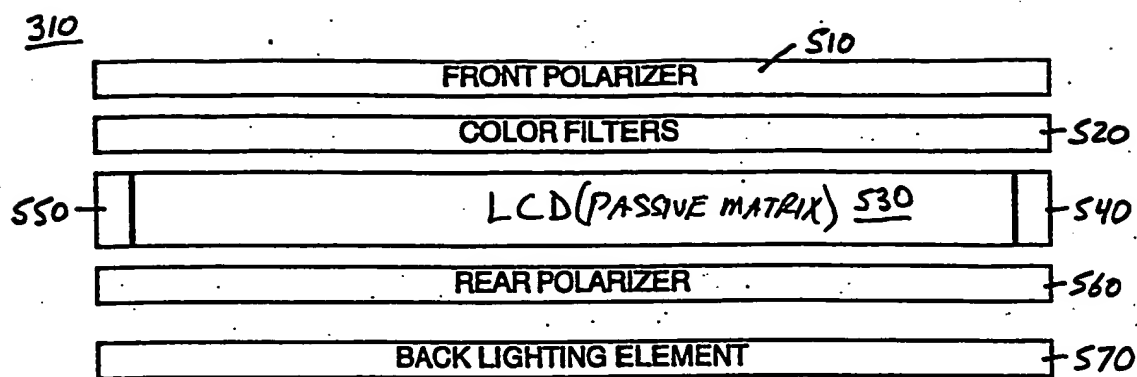 310
510
FRONT POLARIZER
COLOR FILTERS 520
550 LCD (PASSIVE MATRIX) 530 540
REAR POLARIZER 560
BACK LIGHTING ELEMENT 570